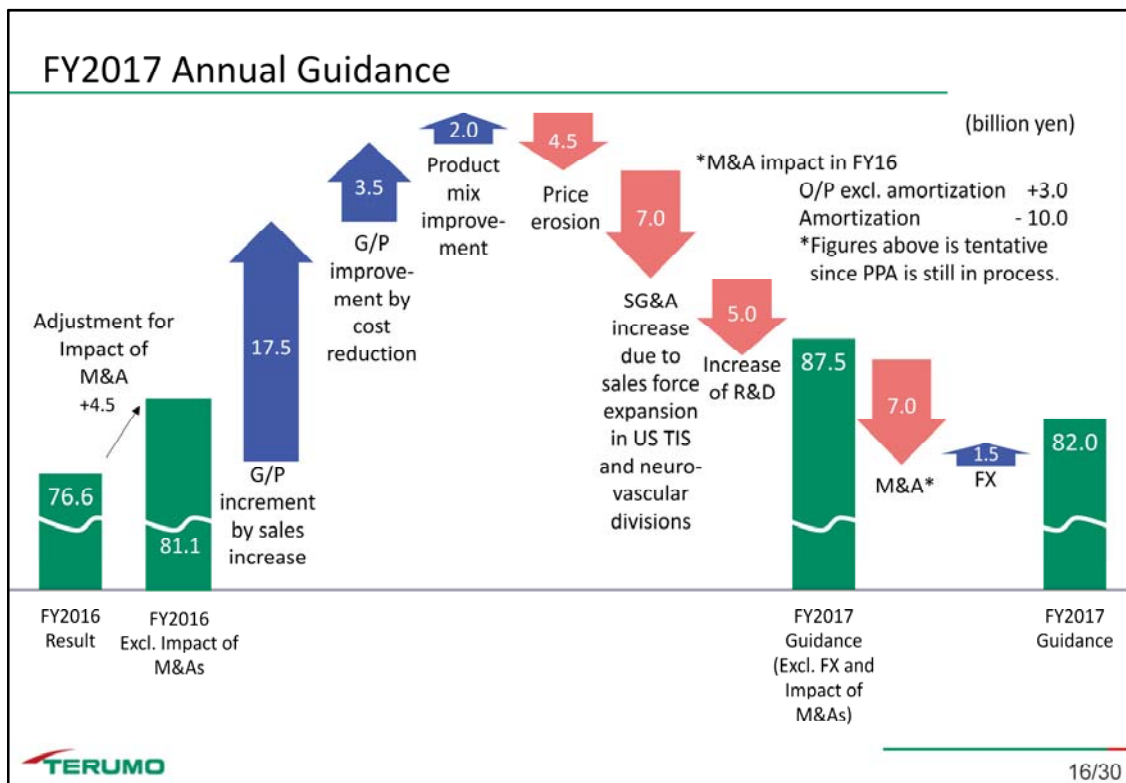 FY2017 Annual Guidance
(billion yen)
Adjustment for
Impact of
M&A
+4.5
76.6
81.1
17.5
G/P
increment
by sales
increase
3.5
G/P
improve-
ment by
cost
reduction
2.0
Product
mix
improve-
ment
4.5
Price
erosion
7.0
SG&A
increase
due to
sales force
expansion
in US TIS
and neuro-
vascular
divisions
5.0
Increase
of R&D
*M&A impact in FY16
O/P excl. amortization +3.0
Amortization - 10.0
*Figures above is tentative
since PPA is still in process.
87.5
7.0
M&A*
1.5
FX
82.0
FY2016
Result
FY2016
Excl. Impact of
M&As
FY2017
Guidance
(Excl. FX and
Impact of
M&As)
FY2017
Guidance
TERUMO
16/30